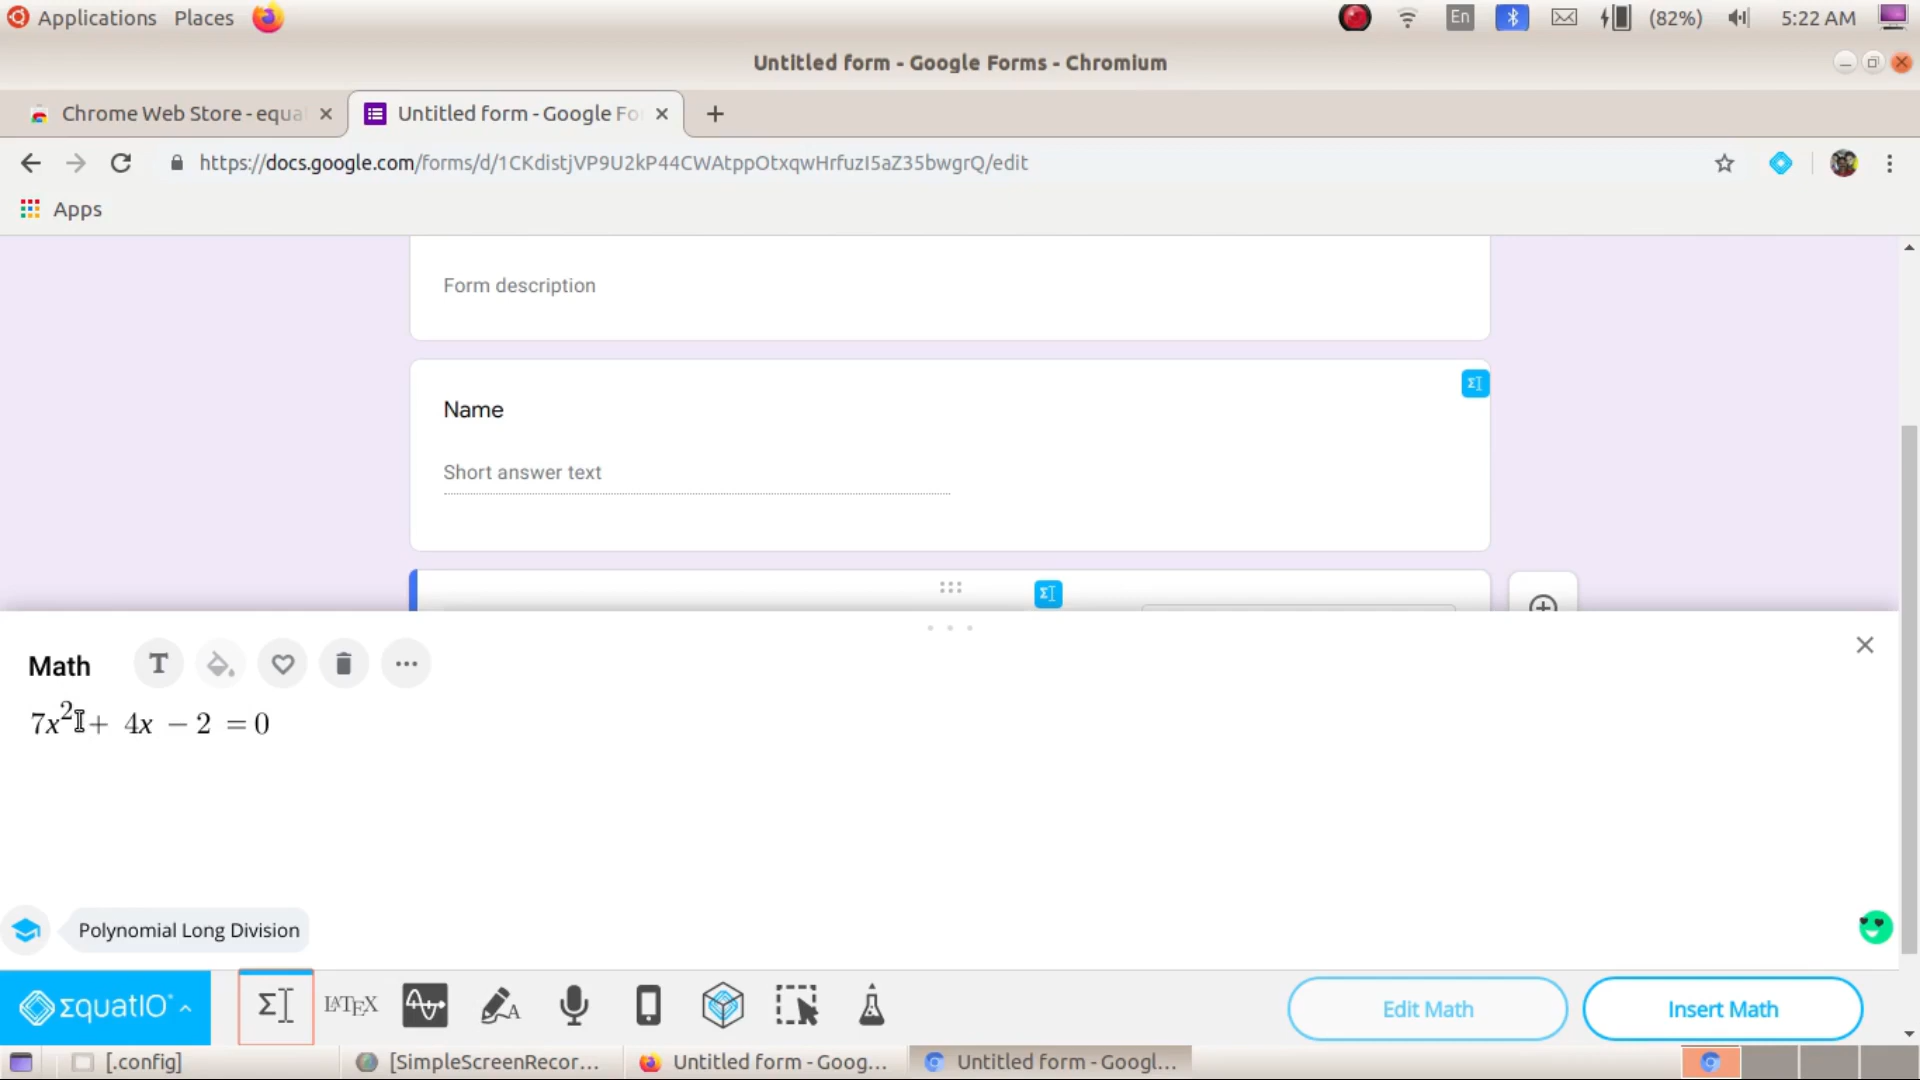 Applications Places En (82%) 5:22 AM
Untitled form - Google Forms - Chromium
Chrome Web Store - equa Untitled form - Google Fo
https://docs.google.com/forms/d/1CKdistjVP9U2kP44CWAtppOtxqwHrfuzI5aZ35bwgrQ/edit
Apps
Form description
Σ
Name
Short answer text
Σ
Math T
7x² + 4x − 2 = 0
Polynomial Long Division
ΣquatIO® Σ LATEX A Edit Math Insert Math
[.config] [SimpleScreenRecor... Untitled form - Goog... Untitled form - Googl...